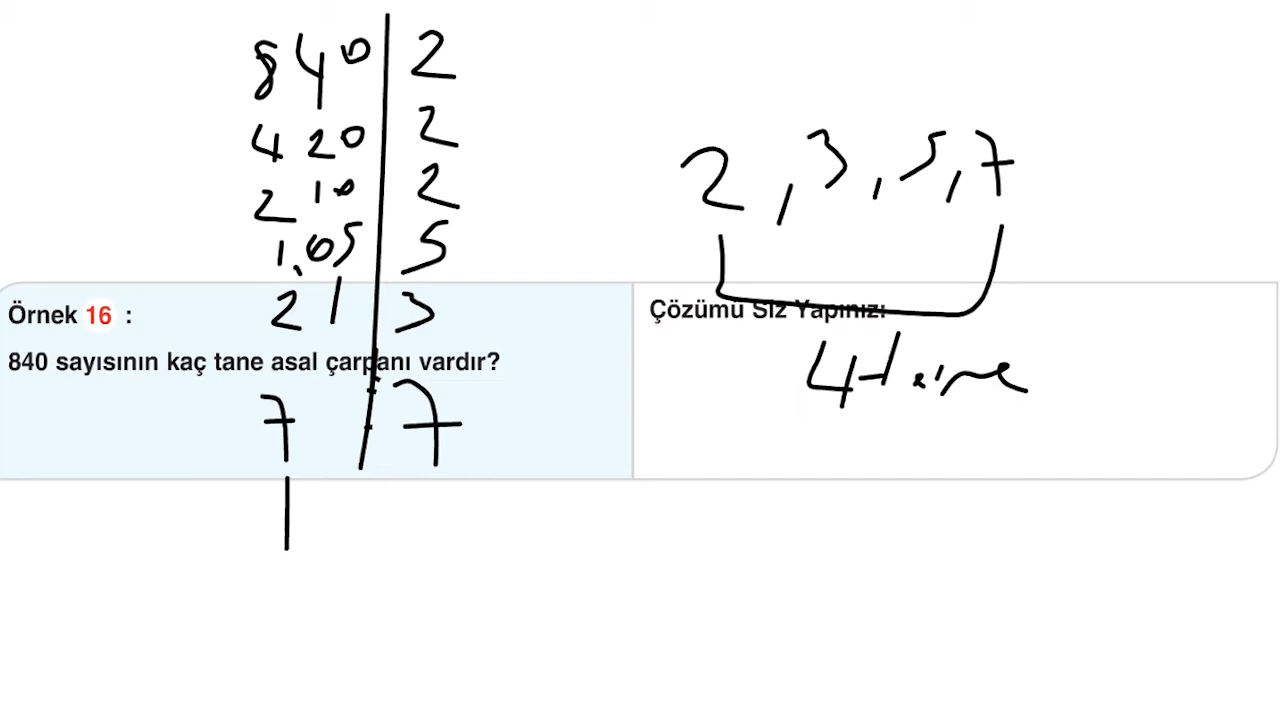 840 2
420 2
210 2
105 5
21 3
7 7
1
2, 3, 5, 7
Örnek 16 :
840 sayısının kaç tane asal çarpanı vardır?
Çözümü Siz Yapınız:
4 tane